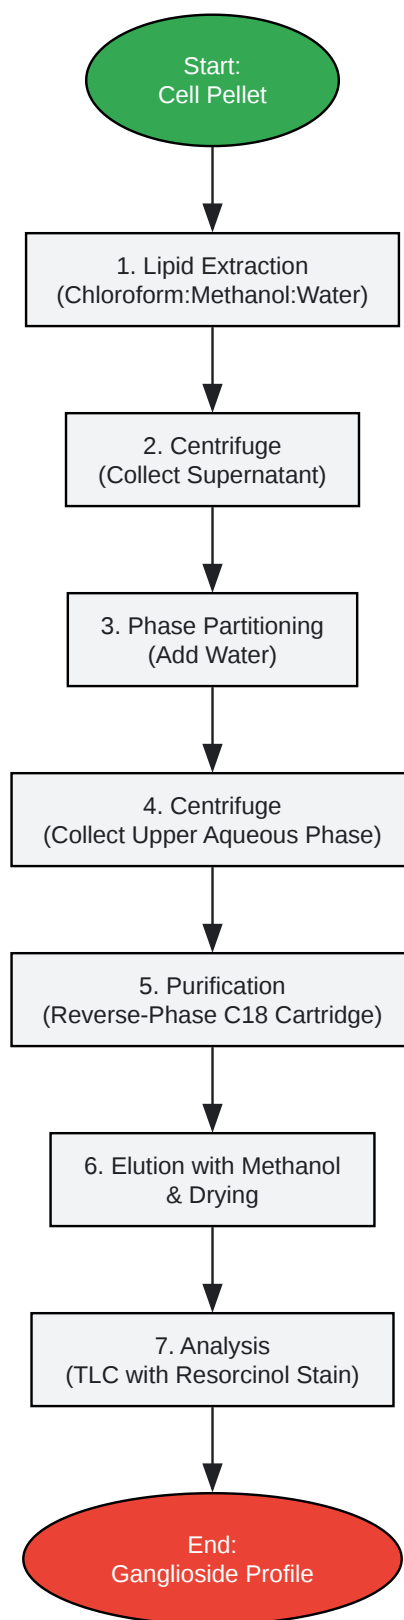 Start:
Cell Pellet
1. Lipid Extraction
(Chloroform:Methanol:Water)
2. Centrifuge
(Collect Supernatant)
3. Phase Partitioning
(Add Water)
4. Centrifuge
(Collect Upper Aqueous Phase)
5. Purification
(Reverse-Phase C18 Cartridge)
6. Elution with Methanol
& Drying
7. Analysis
(TLC with Resorcinol Stain)
End:
Ganglioside Profile